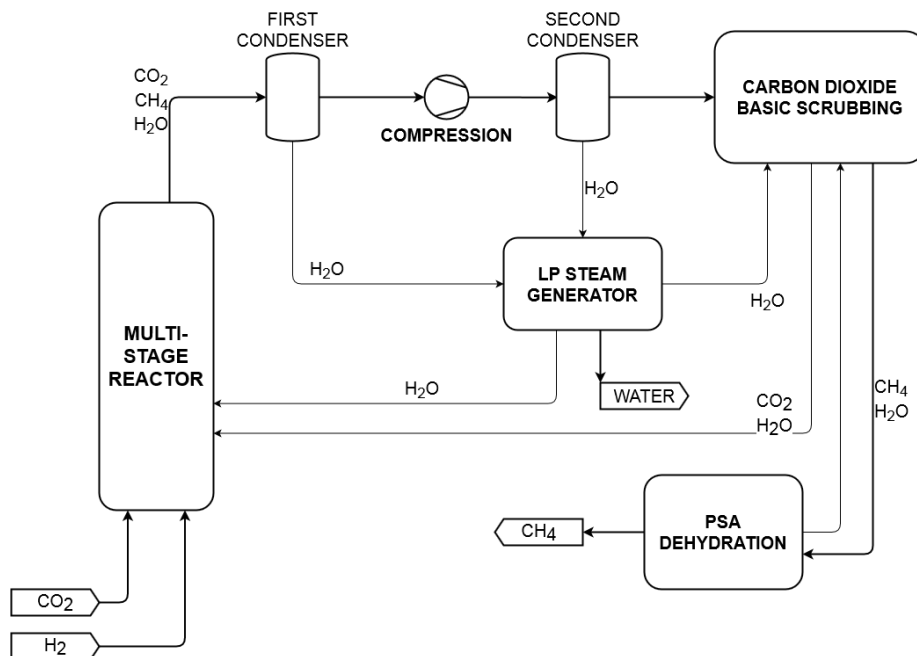 FIRST
CONDENSER
SECOND
CONDENSER
CO2
CH4
H2O
COMPRESSION
CARBON DIOXIDE
BASIC SCRUBBING
H2O
H2O
LP STEAM
GENERATOR
H2O
MULTI-
STAGE
REACTOR
H2O
WATER
CO2
H2O
CH4
H2O
PSA
DEHYDRATION
CH4
CO2
H2